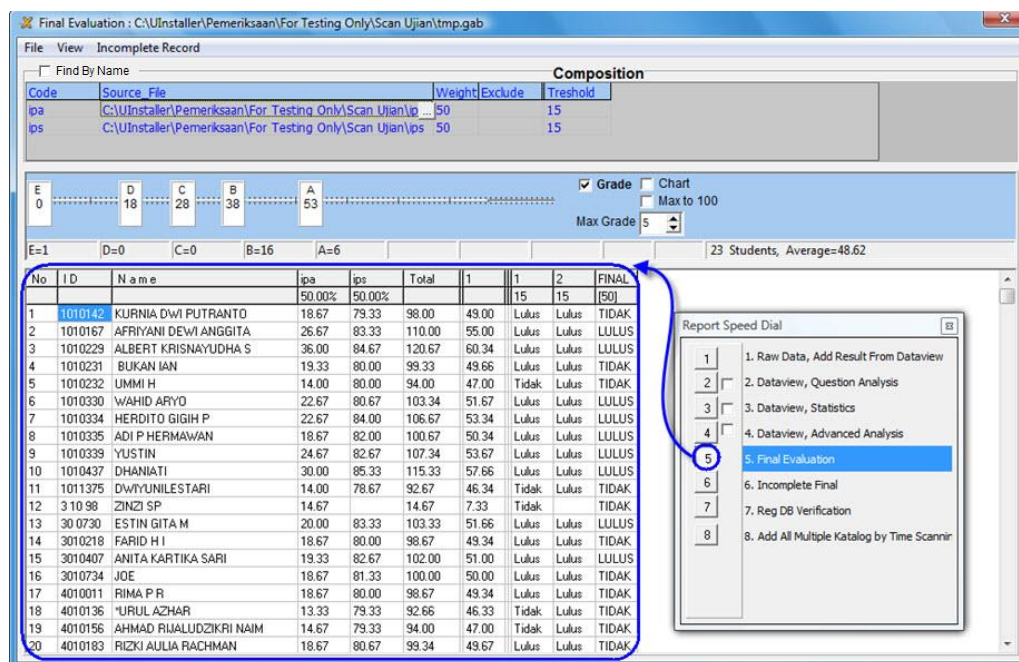 Final Evaluation : C:\UInstaller\Pemeriksaan\For Testing Only\Scan Ujian\tmp.gab
File View Incomplete Record
Find By Name
Composition
Code Source_File Weight Exclude Treshold
ipa C:\UInstaller\Pemeriksaan\For Testing Only\Scan Ujian\ip ... 50 15
ips C:\UInstaller\Pemeriksaan\For Testing Only\Scan Ujian\ips 50 15
E D C B A
0 18 28 38 53
Grade Chart
Max to 100
Max Grade 5
E=1 D=0 C=0 B=16 A=6 23 Students, Average=48.62
No I D N a m e ipa ips Total 1 1 2 FINAL
50.00% 50.00% 15 15 [50]
1 1010142 KURNIA DWI PUTRANTO 18.67 79.33 98.00 49.00 Lulus Lulus TIDAK
2 1010167 AFRIYANI DEWI ANGGITA 26.67 83.33 110.00 55.00 Lulus Lulus LULUS
3 1010229 ALBERT KRISNAYUDHA S 36.00 84.67 120.67 60.34 Lulus Lulus LULUS
4 1010231 BUKAN IAN 19.33 80.00 99.33 49.66 Lulus Lulus TIDAK
5 1010232 UMMI H 14.00 80.00 94.00 47.00 Tidak Lulus TIDAK
6 1010330 WAHID ARYO 22.67 80.67 103.34 51.67 Lulus Lulus LULUS
7 1010334 HERDITO GIGIH P 22.67 84.00 106.67 53.34 Lulus Lulus LULUS
8 1010335 ADI P HERMAWAN 18.67 82.00 100.67 50.34 Lulus Lulus LULUS
9 1010339 YUSTIN 24.67 82.67 107.34 53.67 Lulus Lulus LULUS
10 1010437 DHANIATI 30.00 85.33 115.33 57.66 Lulus Lulus LULUS
11 1011375 DWIYUNILESTARI 14.00 78.67 92.67 46.34 Tidak Lulus TIDAK
12 3 10 98 ZINZI SP 14.67 14.67 7.33 Tidak TIDAK
13 30 0730 ESTIN GITA M 20.00 83.33 103.33 51.66 Lulus Lulus LULUS
14 3010218 FARID H I 18.67 80.00 98.67 49.34 Lulus Lulus TIDAK
15 3010407 ANITA KARTIKA SARI 19.33 82.67 102.00 51.00 Lulus Lulus LULUS
16 3010734 JOE 18.67 81.33 100.00 50.00 Lulus Lulus TIDAK
17 4010011 RIMA P R 18.67 80.00 98.67 49.34 Lulus Lulus TIDAK
18 4010136 *URUL AZHAR 13.33 79.33 92.66 46.33 Tidak Lulus TIDAK
19 4010156 AHMAD RIJALUDZIKRI NAIM 14.67 79.33 94.00 47.00 Tidak Lulus TIDAK
20 4010183 RIZKI AULIA RACHMAN 18.67 80.67 99.34 49.67 Lulus Lulus TIDAK
Report Speed Dial
1 1. Raw Data, Add Result From Dataview
2 2. Dataview, Question Analysis
3 3. Dataview, Statistics
4 4. Dataview, Advanced Analysis
5 5. Final Evaluation
6 6. Incomplete Final
7 7. Reg DB Verification
8 8. Add All Multiple Katalog by Time Scannin